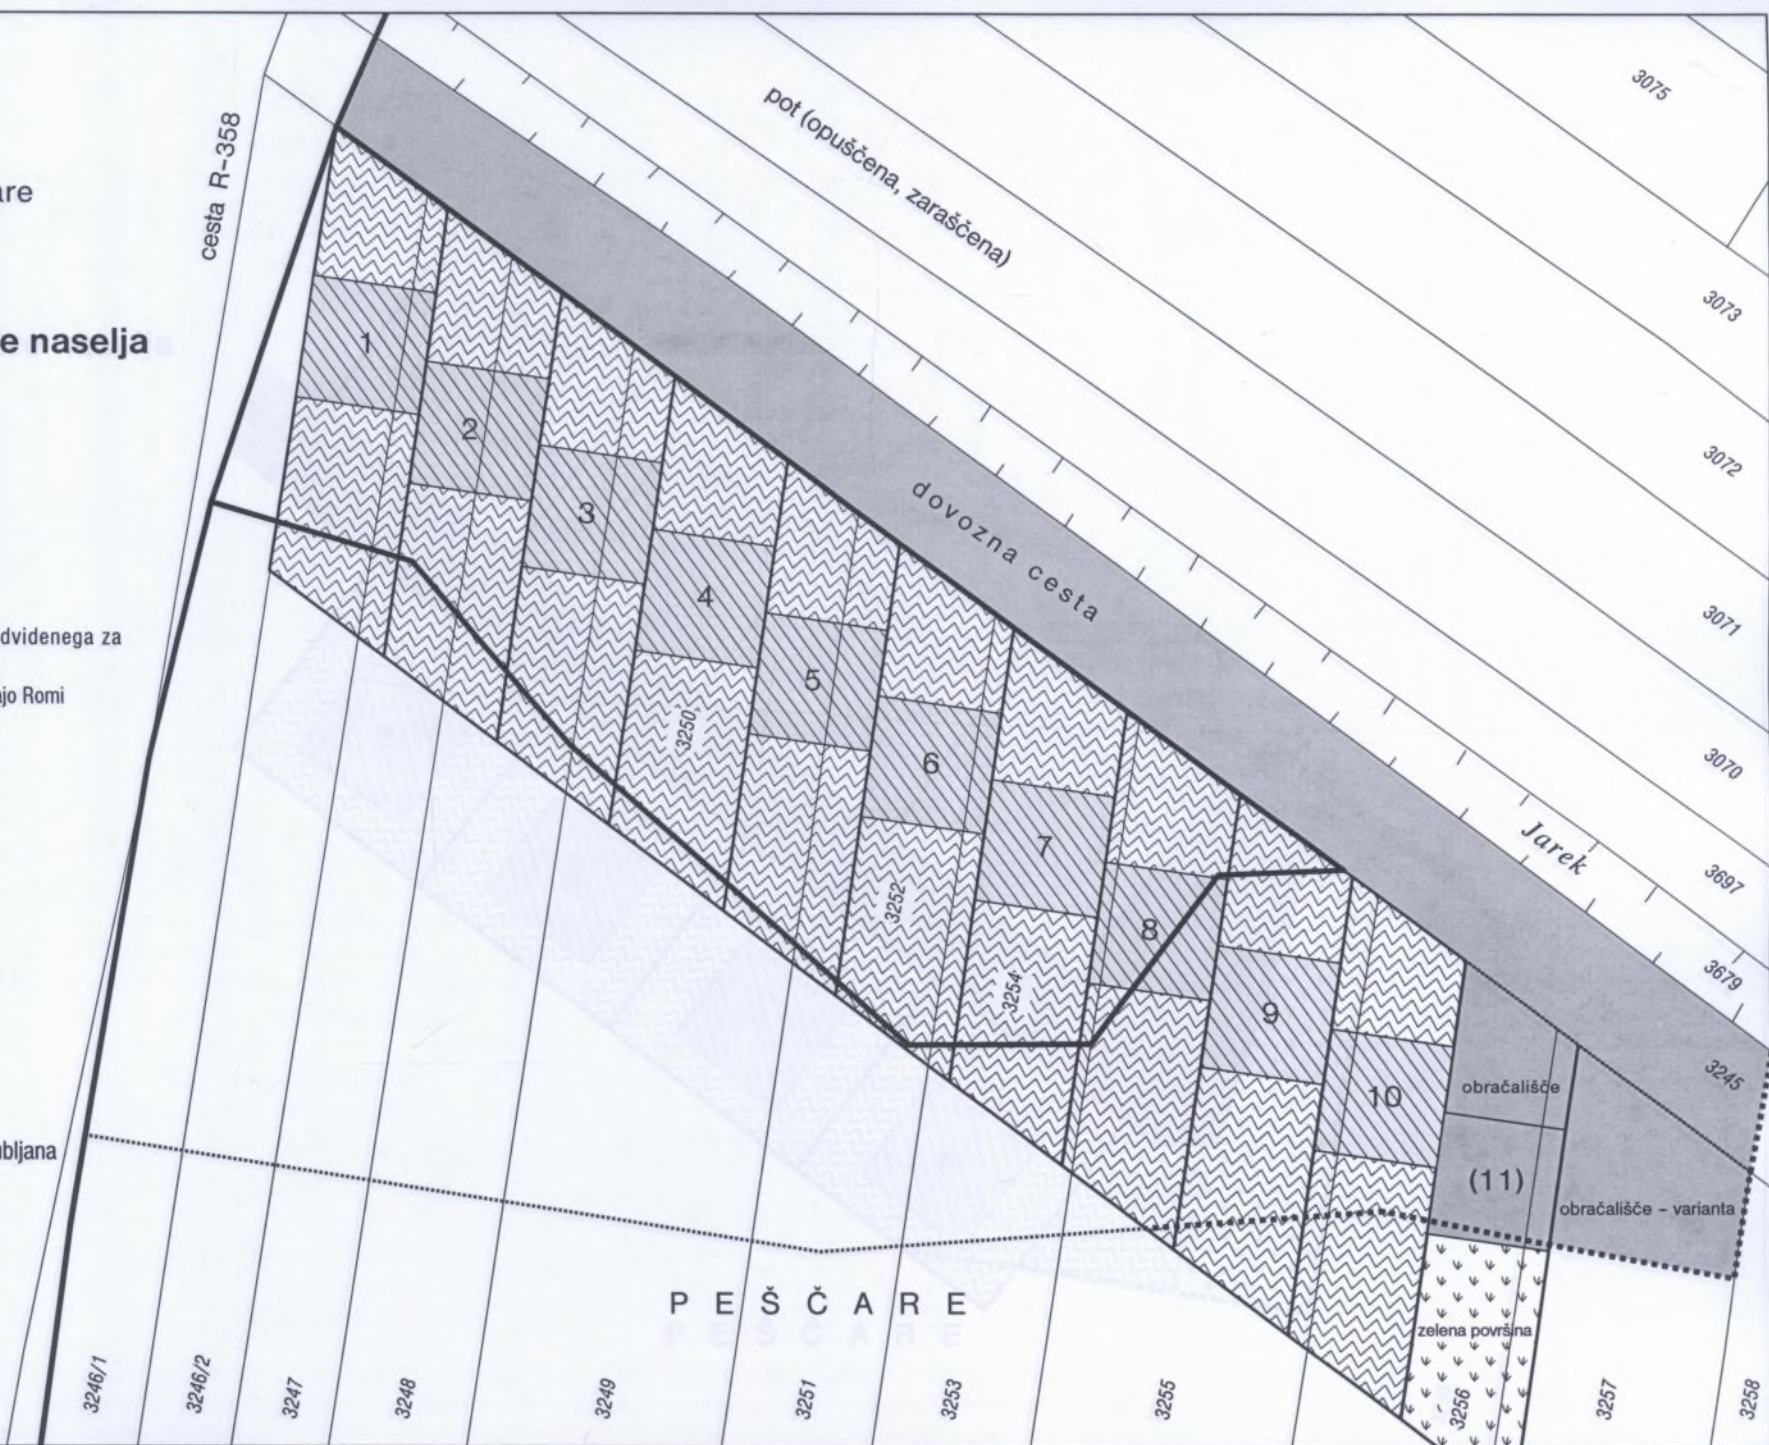 are
e naselja
dvidenega za
ajo Romi
ubljana
cesta R-358
pot (opuščena, zaraščena)
dovozna cesta
Jarek
3075
3073
3072
3071
3070
3697
3679
3245
1
2
3
4
5
6
7
8
9
10
(11)
3250
3252
3254
obračališče
obračališče - varianta
zelena površina
PEŠČARE
3246/1
3246/2
3247
3248
3249
3251
3253
3255
3256
3257
3258